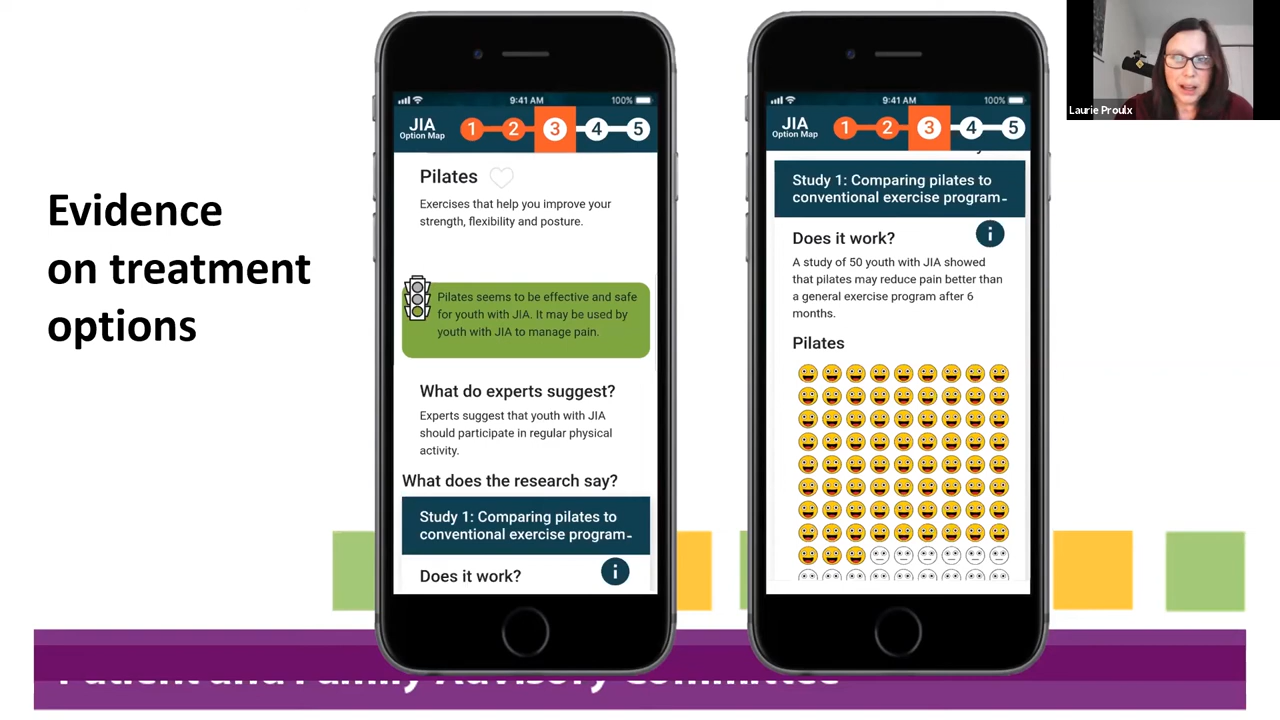 Evidence
on treatment
options
9:41 AM
100%
JIA
Option Map
1
2
3
4
5
Pilates
Exercises that help you improve your
strength, flexibility and posture.
Pilates seems to be effective and safe
for youth with JIA. It may be used by
youth with JIA to manage pain.
What do experts suggest?
Experts suggest that youth with JIA
should participate in regular physical
activity.
What does the research say?
Study 1: Comparing pilates to
conventional exercise program-
Does it work?
i
9:41 AM
100%
JIA
Option Map
1
2
3
4
5
Study 1: Comparing pilates to
conventional exercise program-
Does it work?
i
A study of 50 youth with JIA showed
that pilates may reduce pain better than
a general exercise program after 6
months.
Pilates
Laurie Proulx
Patient and Family Advisory Committee